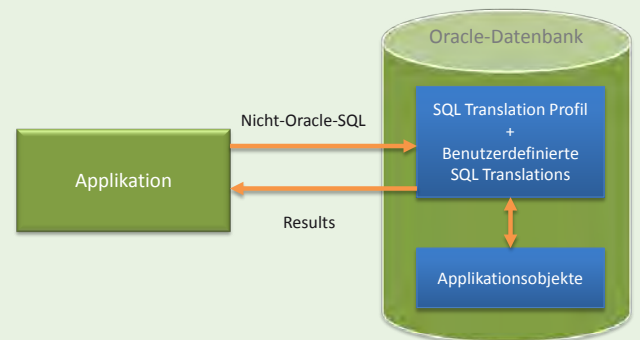 Oracle-Datenbank
Nicht-Oracle-SQL
SQL Translation Profil
+
Benutzerdefinierte
SQL Translations
Applikation
Results
Applikationsobjekte